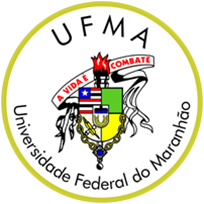 UFMA
A VIDA É COMBATE
Universidade Federal do Maranhão